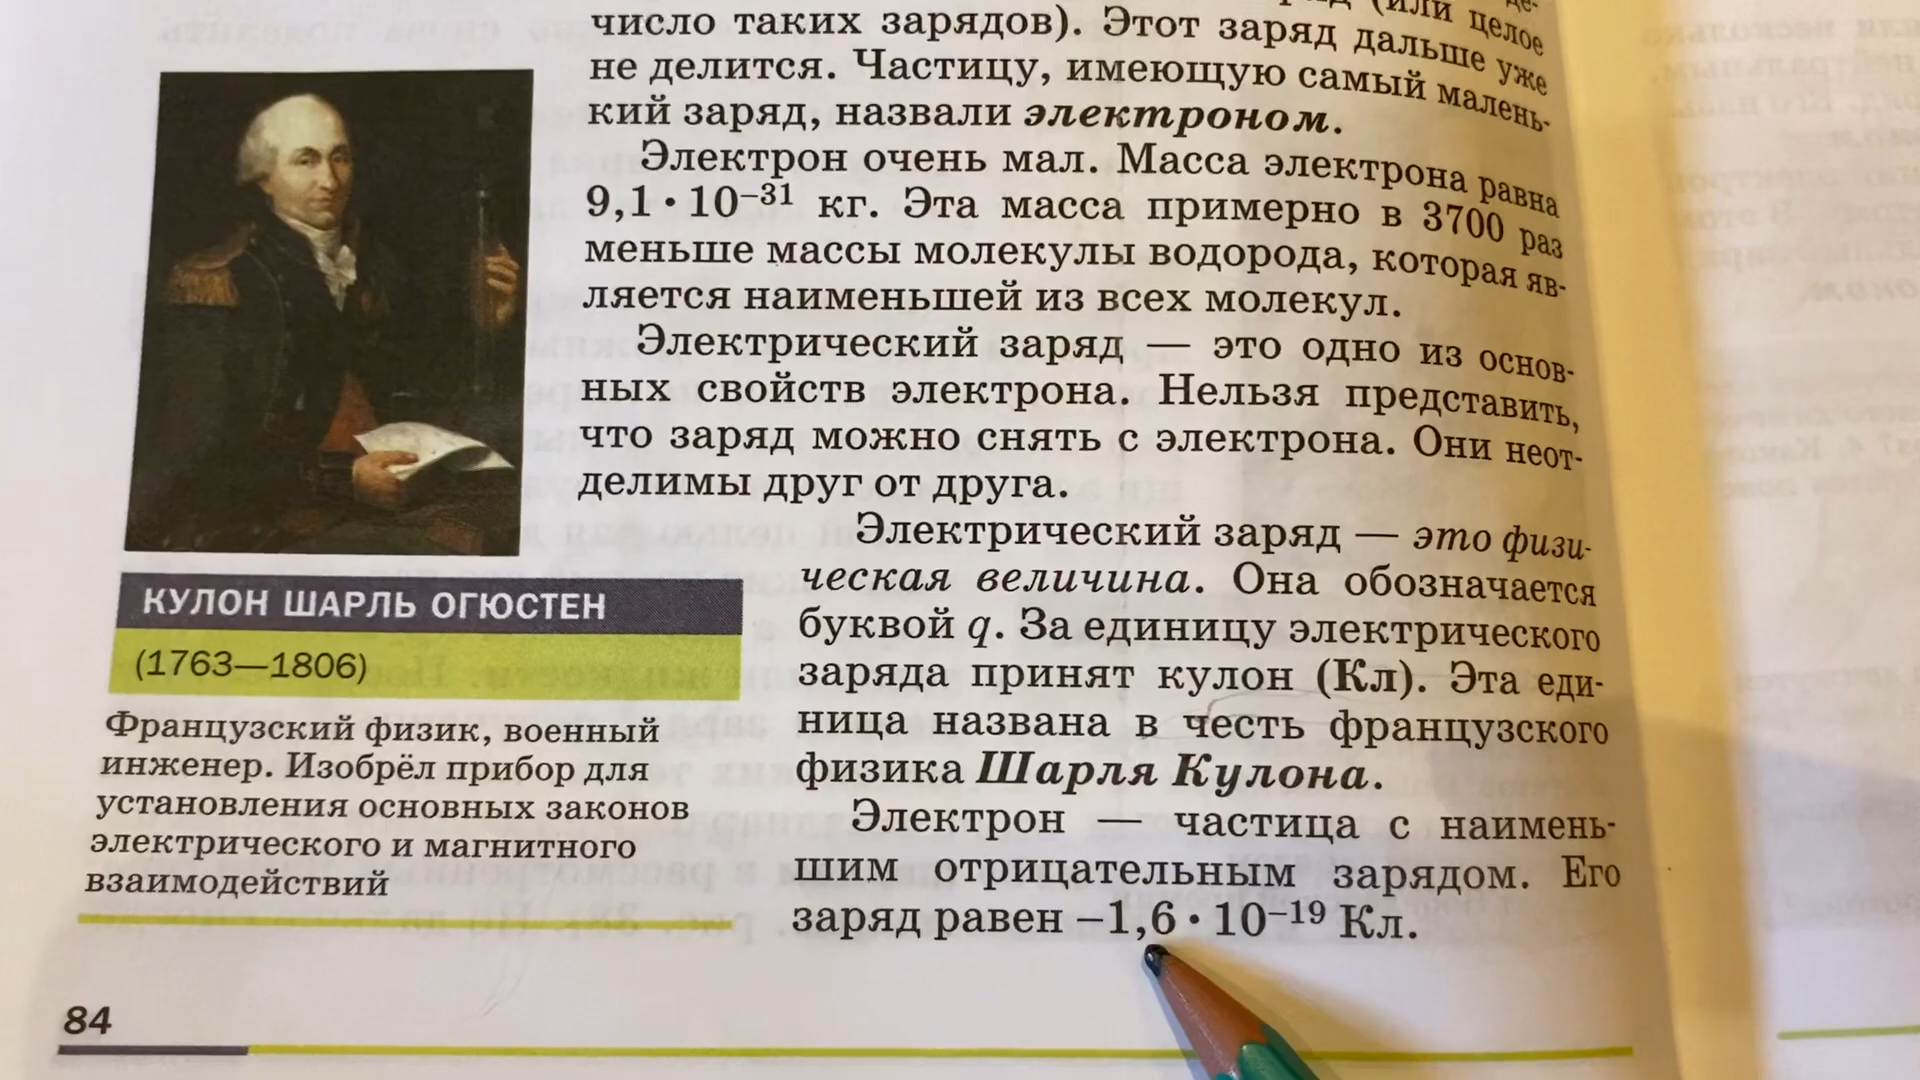 (или целое
число таких зарядов). Этот заряд дальше уже
не делится. Частицу, имеющую самый малень-
кий заряд, назвали электроном.
Электрон очень мал. Масса электрона равна
9,1 · 10⁻³¹ кг. Эта масса примерно в 3700 раз
меньше массы молекулы водорода, которая яв-
ляется наименьшей из всех молекул.
Электрический заряд — это одно из основ-
ных свойств электрона. Нельзя представить,
что заряд можно снять с электрона. Они неот-
делимы друг от друга.
Электрический заряд — это физи-
ческая величина. Она обозначается
буквой q. За единицу электрического
заряда принят кулон (Кл). Эта еди-
ница названа в честь французского
физика Шарля Кулона.
Электрон — частица с наимень-
шим отрицательным зарядом. Его
заряд равен −1,6 · 10⁻¹⁹ Кл.
КУЛОН ШАРЛЬ ОГЮСТЕН
(1763—1806)
Французский физик, военный
инженер. Изобрёл прибор для
установления основных законов
электрического и магнитного
взаимодействий
84